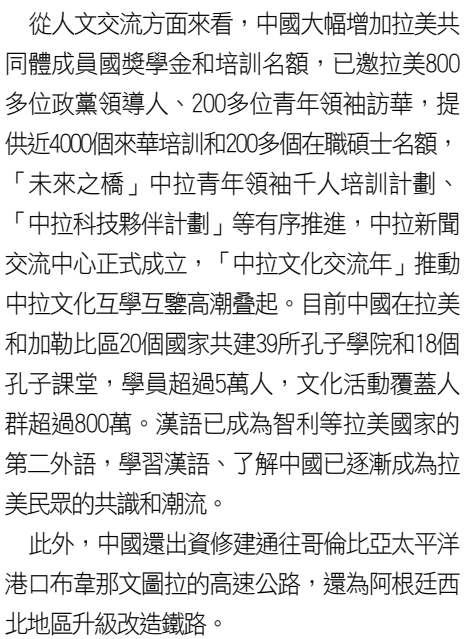 從人文交流方面來看，中國大幅增加拉美共
同體成員國獎學金和培訓名額，已邀拉美800
多位政黨領導人、200多位青年領袖訪華，提
供近4000個來華培訓和200多個在職碩士名額，
「未來之橋」中拉青年領袖千人培訓計劃、
「中拉科技夥伴計劃」等有序推進，中拉新聞
交流中心正式成立，「中拉文化交流年」推動
中拉文化互學互鑒高潮疊起。目前中國在拉美
和加勒比區20個國家共建39所孔子學院和18個
孔子課堂，學員超過5萬人，文化活動覆蓋人
群超過800萬。漢語已成為智利等拉美國家的
第二外語，學習漢語、了解中國已逐漸成為拉
美民眾的共識和潮流。
此外，中國還出資修建通往哥倫比亞太平洋
港口布韋那文圖拉的高速公路，還為阿根廷西
北地區升級改造鐵路。